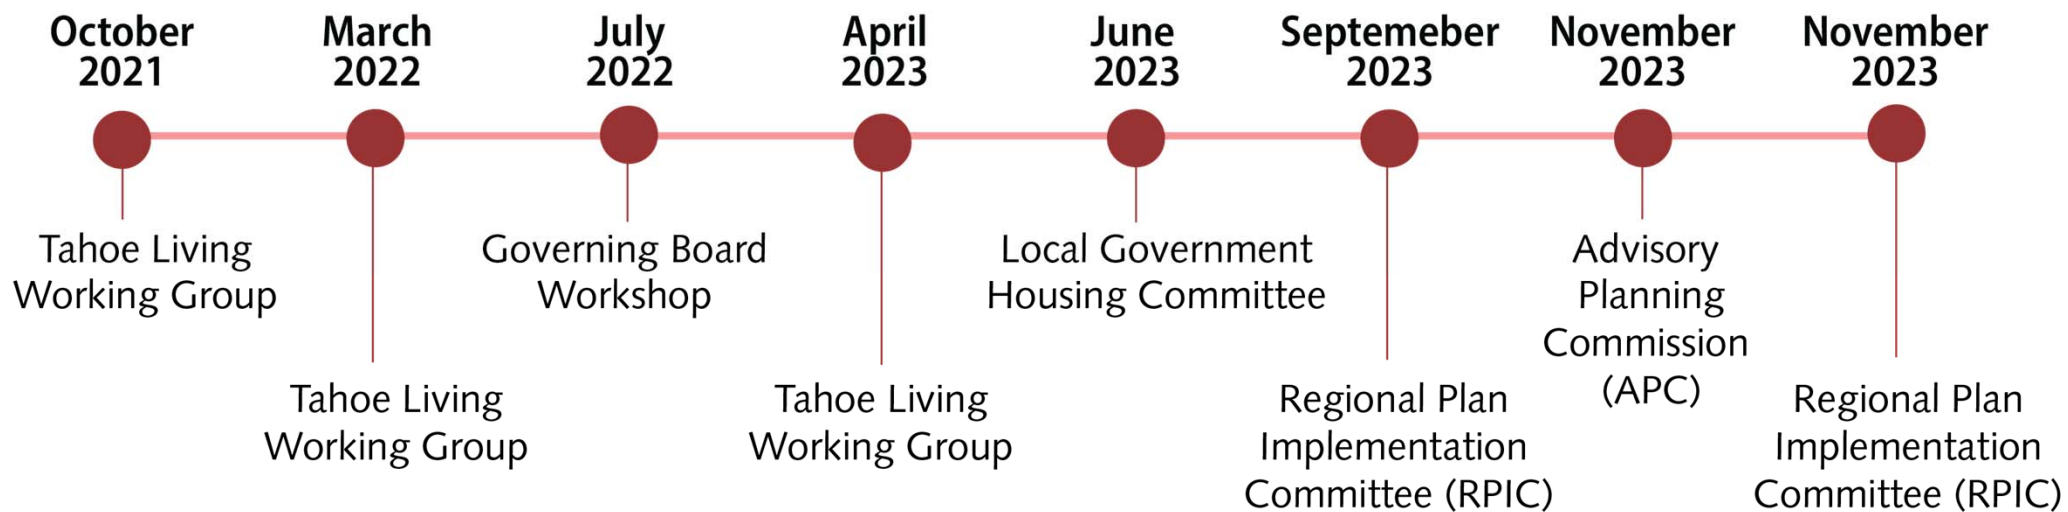 October
2021
March
2022
July
2022
April
2023
June
2023
Septemeber
2023
November
2023
November
2023
Tahoe Living
Working Group
Tahoe Living
Working Group
Governing Board
Workshop
Tahoe Living
Working Group
Local Government
Housing Committee
Regional Plan
Implementation
Committee (RPIC)
Advisory
Planning
Commission
(APC)
Regional Plan
Implementation
Committee (RPIC)